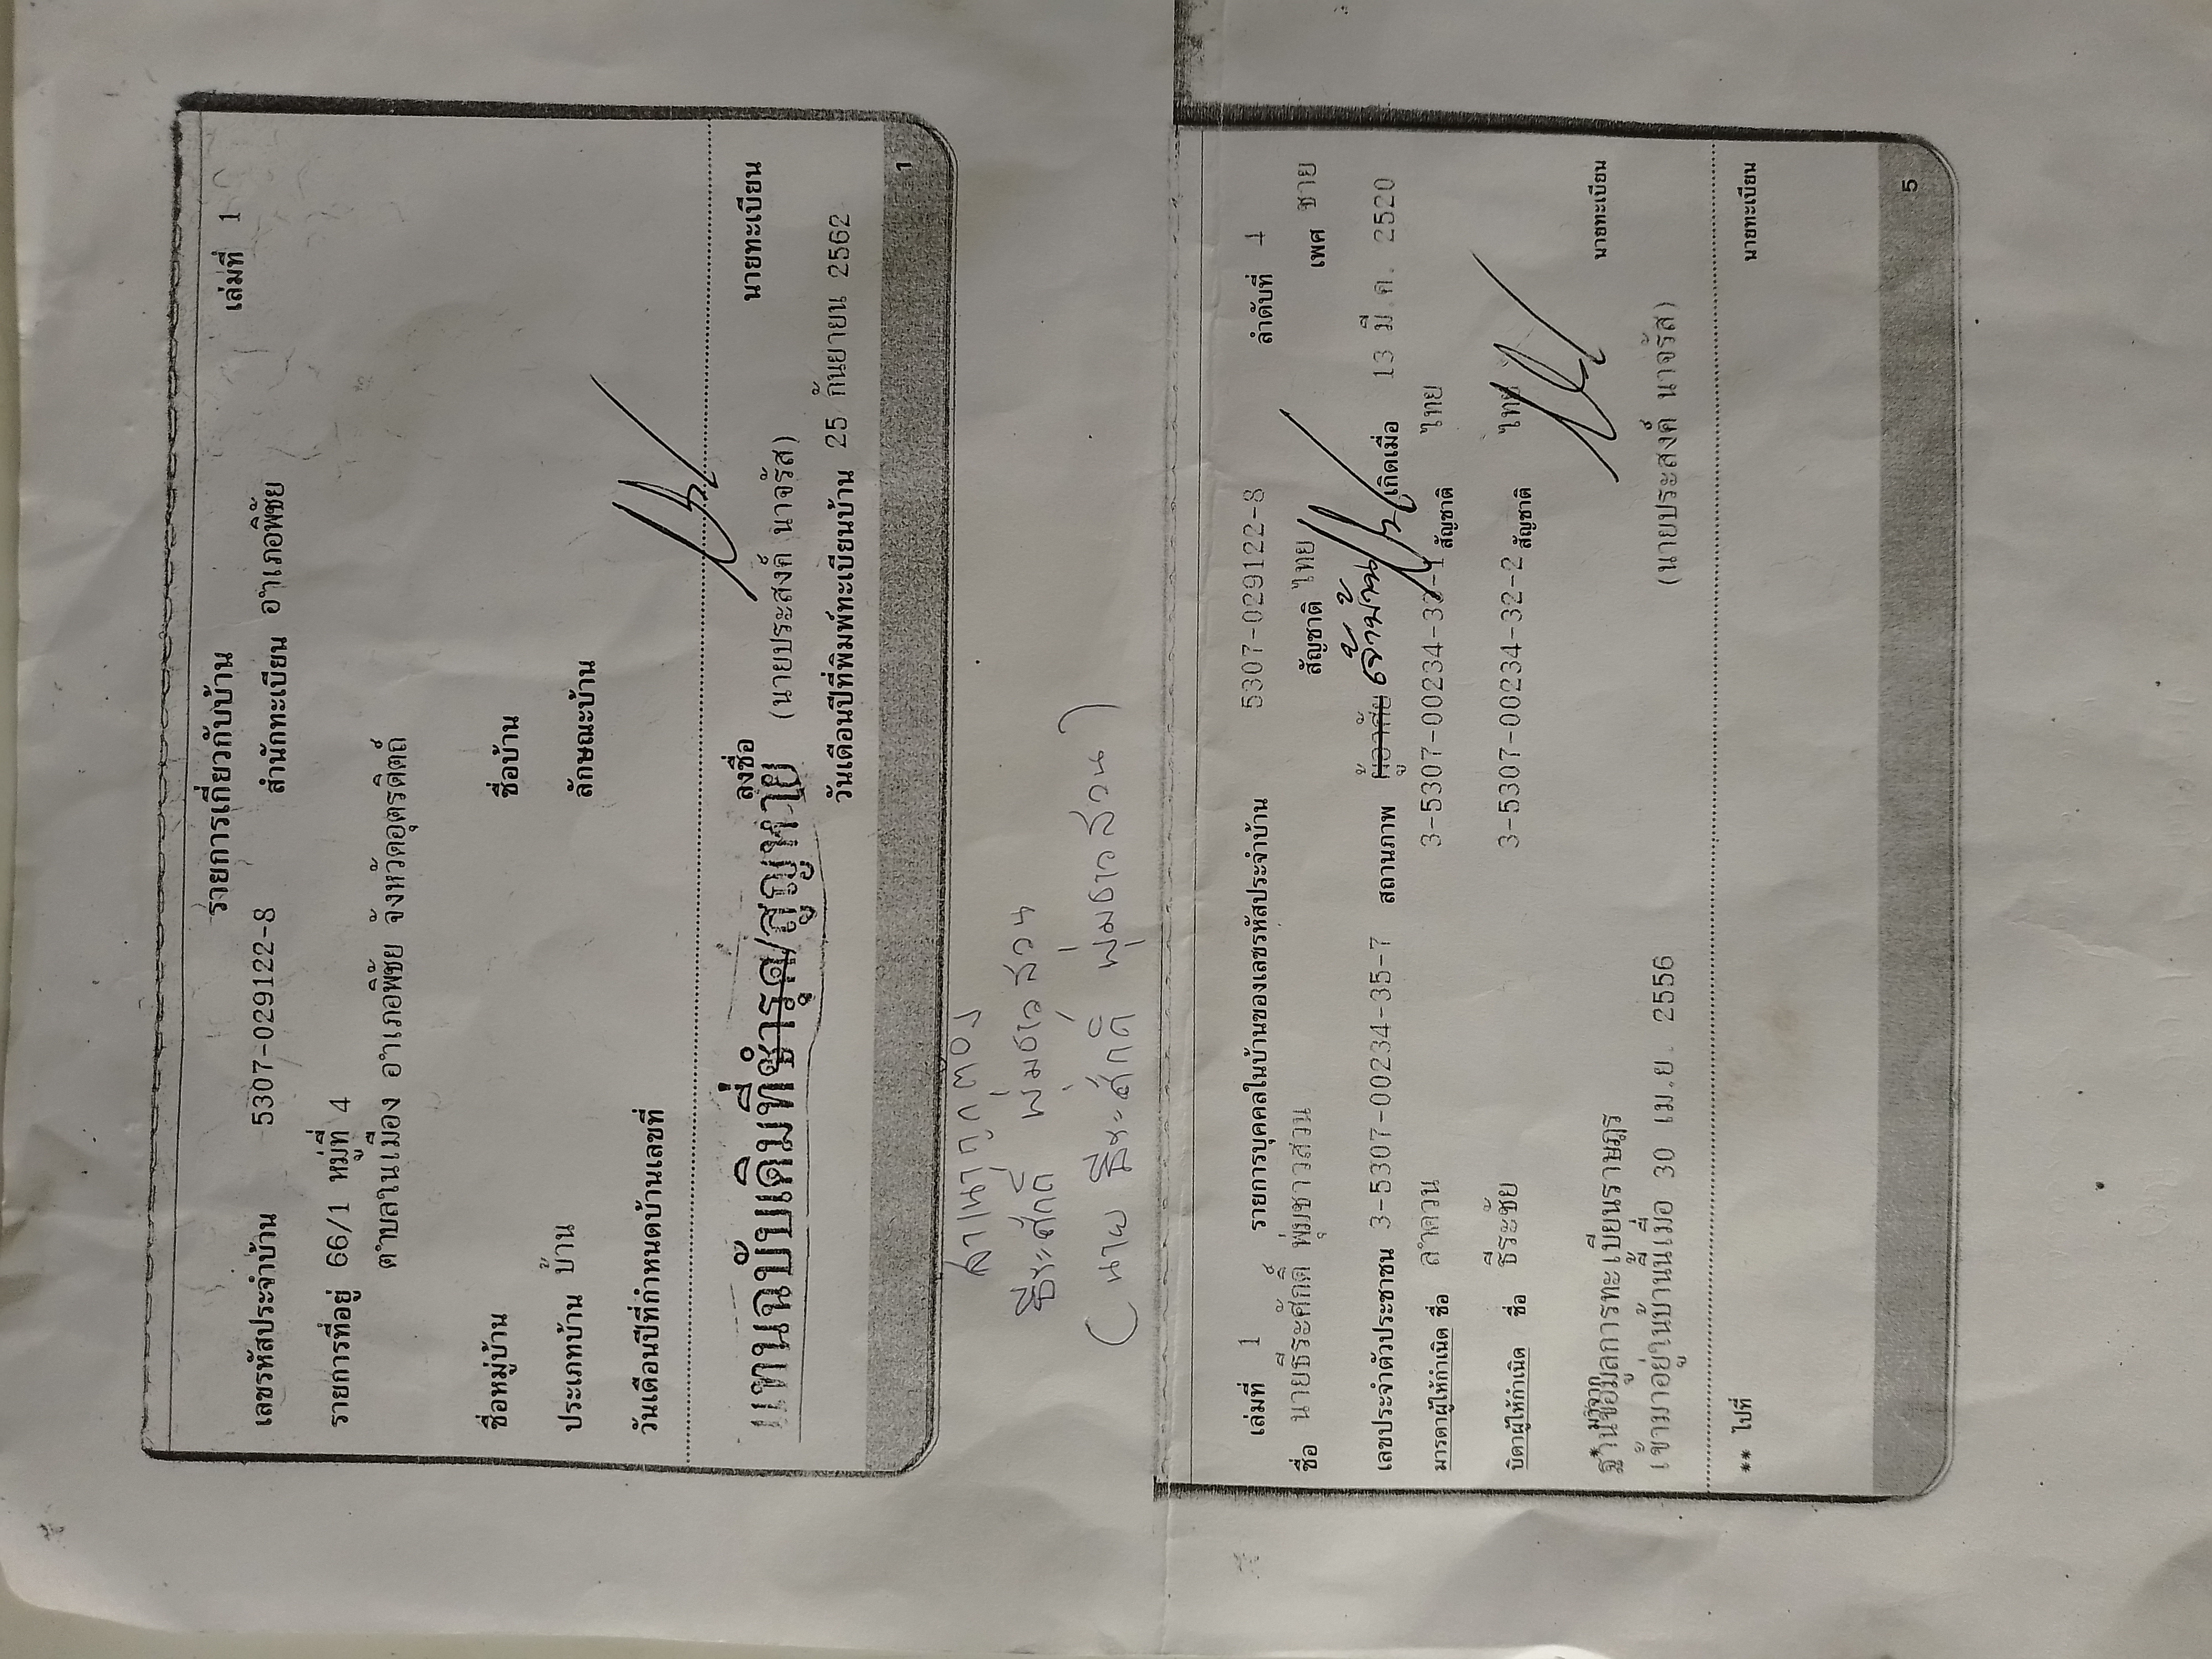 รายการเกี่ยวกับบ้าน เล่มที่ 1
เลขรหัสประจำบ้าน 5307-029122-8 สำนักทะเบียน อำเภอพิชัย
รายการที่อยู่ 66/1 หมู่ที่ 4
ตำบลในเมือง อำเภอพิชัย จังหวัดอุตรดิตถ์
ชื่อหมู่บ้าน ชื่อบ้าน
ประเภทบ้าน บ้าน ลักษณะบ้าน
วันเดือนปีที่กำหนดบ้านเลขที่
ลงชื่อ นายทะเบียน
แทนฉบับเดิมที่ชำรุด/สูญหาย (นายประสงค์ นาจรัส)
วันเดือนปีที่พิมพ์ทะเบียนบ้าน 25 กันยายน 2562
1
สำเนาถูกต้อง
ธีระศักดิ์ พุ่มชาวสวน
(นาย ธีระศักดิ์ พุ่มชาวสวน)
เล่มที่ 1 รายการบุคคลในบ้านของเลขรหัสประจำบ้าน 5307-029122-8 ลำดับที่ 4
ชื่อ นายธีระศักดิ์ พุ่มชาวสวน สัญชาติ ไทย เพศ ชาย
เลขประจำตัวประชาชน 3-5307-00234-35-7 สถานภาพ ผู้อาศัย เจ้าบ้าน เกิดเมื่อ 13 มี.ค. 2520
มารดาผู้ให้กำเนิด ชื่อ ลำดวน 3-5307-00234-33-1 สัญชาติ ไทย
บิดาผู้ให้กำเนิด ชื่อ ธีระชัย 3-5307-00234-32-2 สัญชาติ ไทย
* มาจาก
ฐานข้อมูลการทะเบียนราษฎร นายทะเบียน
เข้ามาอยู่ในบ้านนี้เมื่อ 30 เม.ย. 2556 (นายประสงค์ นาจรัส)
** ไปที่ นายทะเบียน
5